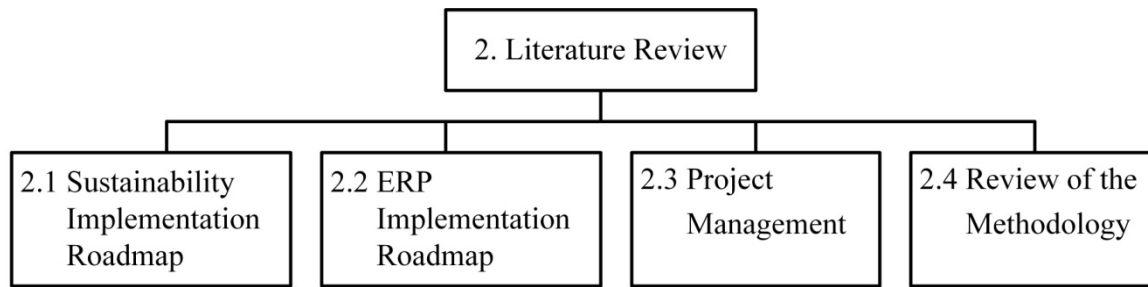 2. Literature Review
2.1 Sustainability
Implementation
Roadmap
2.2 ERP
Implementation
Roadmap
2.3 Project
Management
2.4 Review of the
Methodology